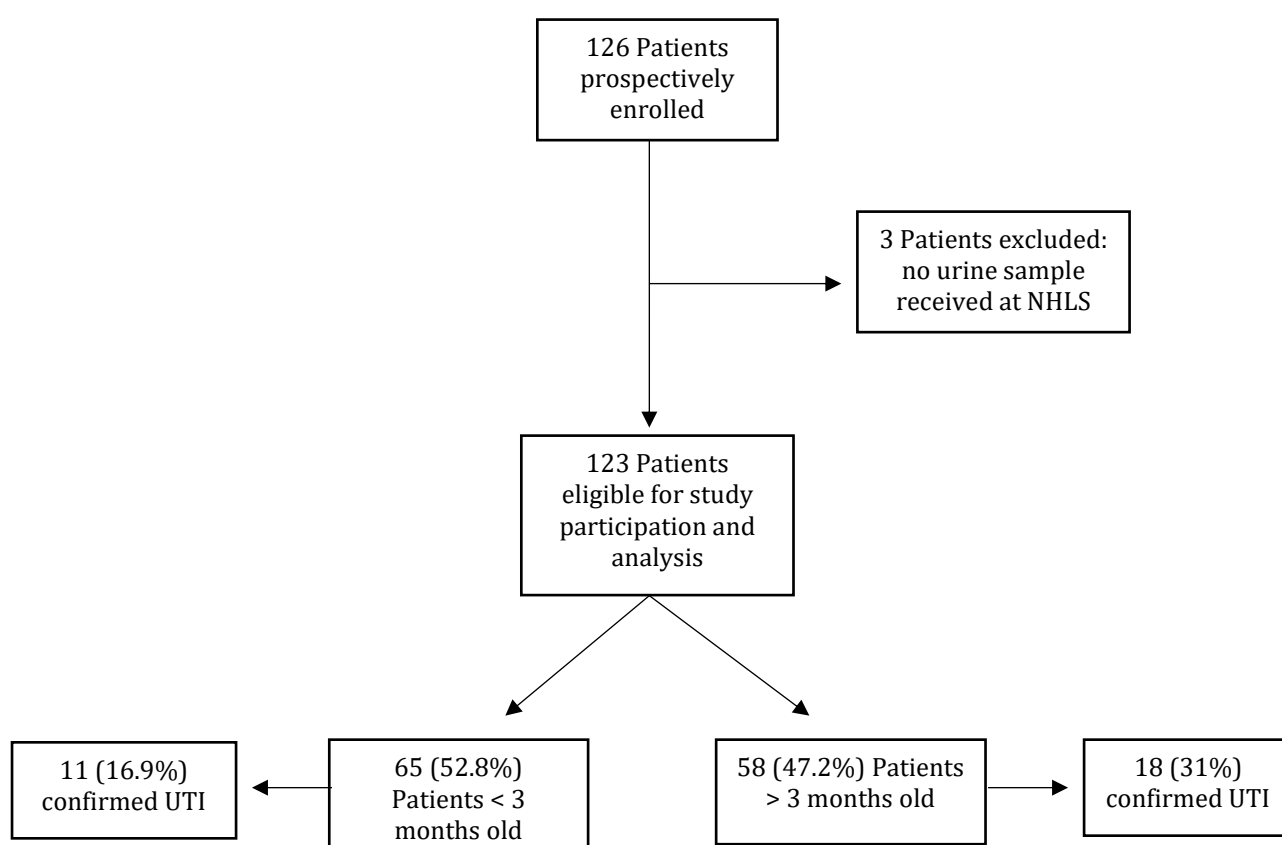 126 Patients
prospectively
enrolled
3 Patients excluded:
no urine sample
received at NHLS
123 Patients
eligible for study
participation and
analysis
11 (16.9%)
confirmed UTI
65 (52.8%)
Patients < 3
months old
58 (47.2%) Patients
> 3 months old
18 (31%)
confirmed UTI